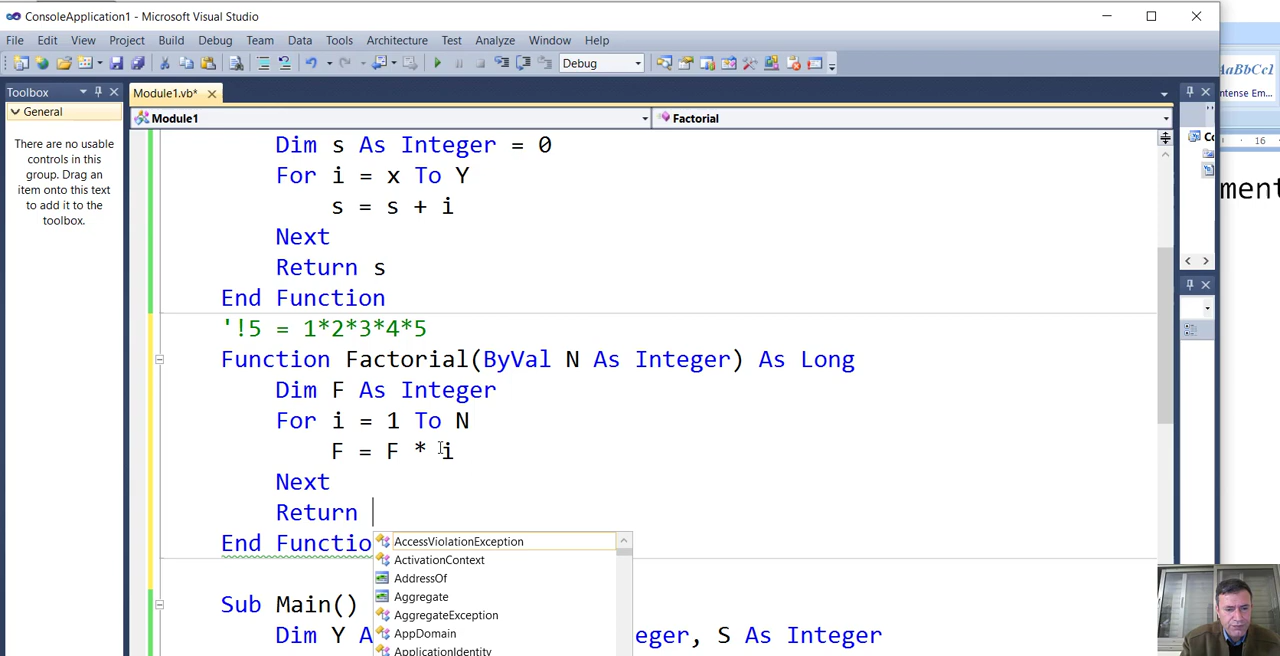 ConsoleApplication1 - Microsoft Visual Studio
File Edit View Project Build Debug Team Data Tools Architecture Test Analyze Window Help
Debug
AaBbCcI
Toolbox
Module1.vb*
ntense Em...
General
Module1
Factorial
There are no usable
controls in this
group. Drag an
item onto this text
to add it to the
toolbox.
Co
16
ment
Dim s As Integer = 0
For i = x To Y
s = s + i
Next
Return s
End Function
'!5 = 1*2*3*4*5
Function Factorial(ByVal N As Integer) As Long
Dim F As Integer
For i = 1 To N
F = F * i
Next
Return
End Functio
AccessViolationException
ActivationContext
AddressOf
Aggregate
AggregateException
AppDomain
ApplicationIdentity
Sub Main()
Dim Y A eger, S As Integer